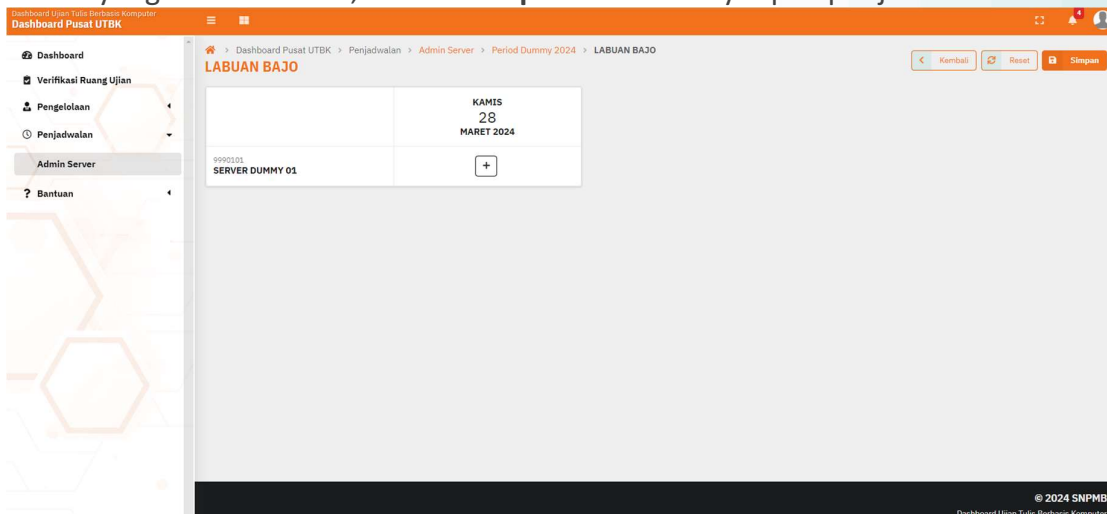 Dashboard Ujian Tulis Berbasis Komputer
Dashboard Pusat UTBK
4
Dashboard
Verifikasi Ruang Ujian
Pengelolaan
Penjadwalan
Admin Server
? Bantuan
> Dashboard Pusat UTBK > Penjadwalan > Admin Server > Period Dummy 2024 > LABUAN BAJO
LABUAN BAJO
Kembali
Reset
Simpan
KAMIS
28
MARET 2024
9990101
SERVER DUMMY 01
+
© 2024 SNPMB
Dashboard Ujian Tulis Berbasis Komputer